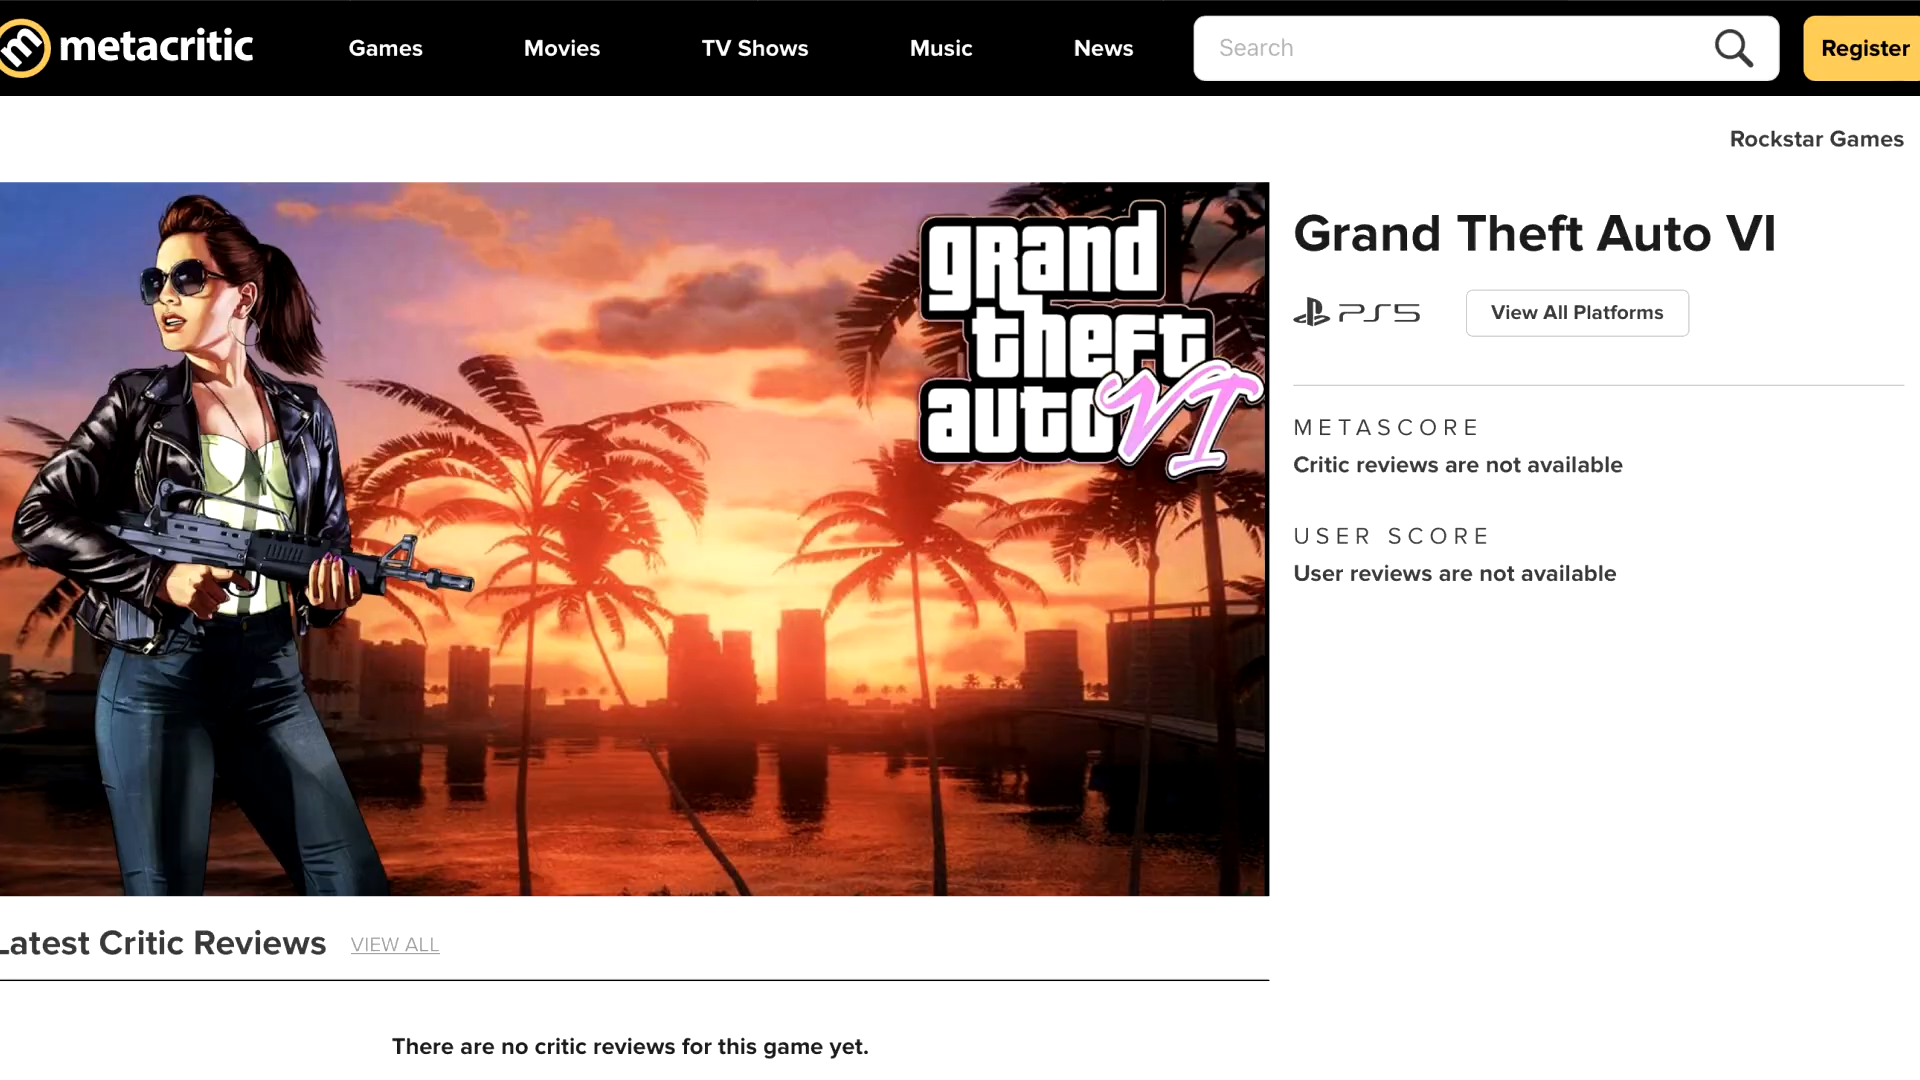 metacritic
Games
Movies
TV Shows
Music
News
Search
Register
Rockstar Games
grand
theft
auto VI
Grand Theft Auto VI
PS5
View All Platforms
METASCORE
Critic reviews are not available
USER SCORE
User reviews are not available
Latest Critic Reviews
VIEW ALL
There are no critic reviews for this game yet.